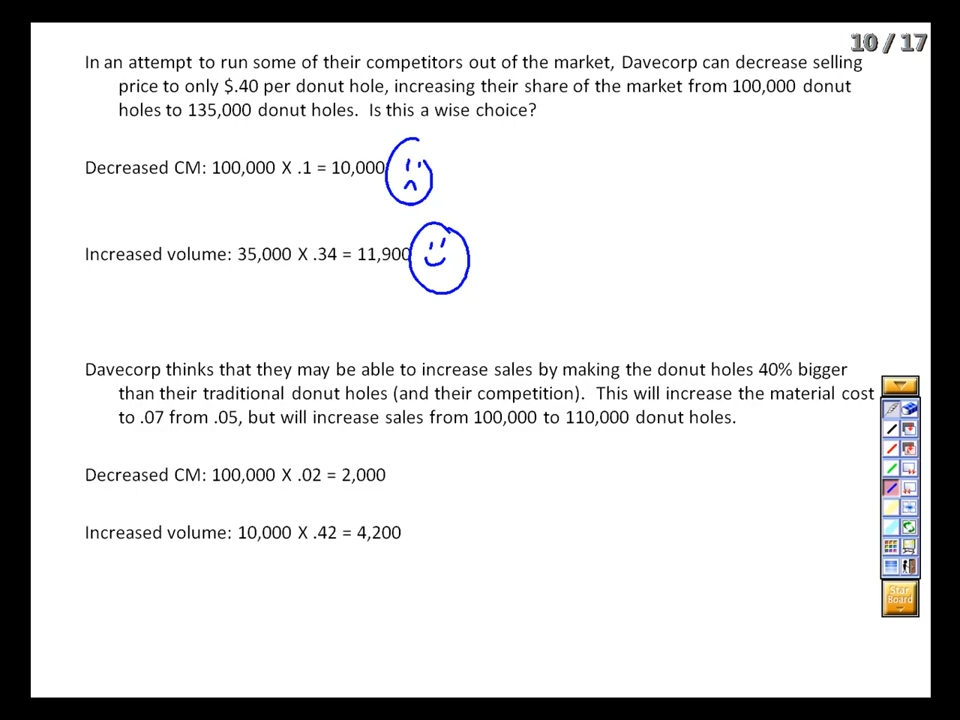 10 / 17
In an attempt to run some of their competitors out of the market, Davecorp can decrease selling
price to only $.40 per donut hole, increasing their share of the market from 100,000 donut
holes to 135,000 donut holes.  Is this a wise choice?
Decreased CM: 100,000 X .1 = 10,000
Increased volume: 35,000 X .34 = 11,900
Davecorp thinks that they may be able to increase sales by making the donut holes 40% bigger
than their traditional donut holes (and their competition).  This will increase the material cost
to .07 from .05, but will increase sales from 100,000 to 110,000 donut holes.
Decreased CM: 100,000 X .02 = 2,000
Increased volume: 10,000 X .42 = 4,200
Star
Board